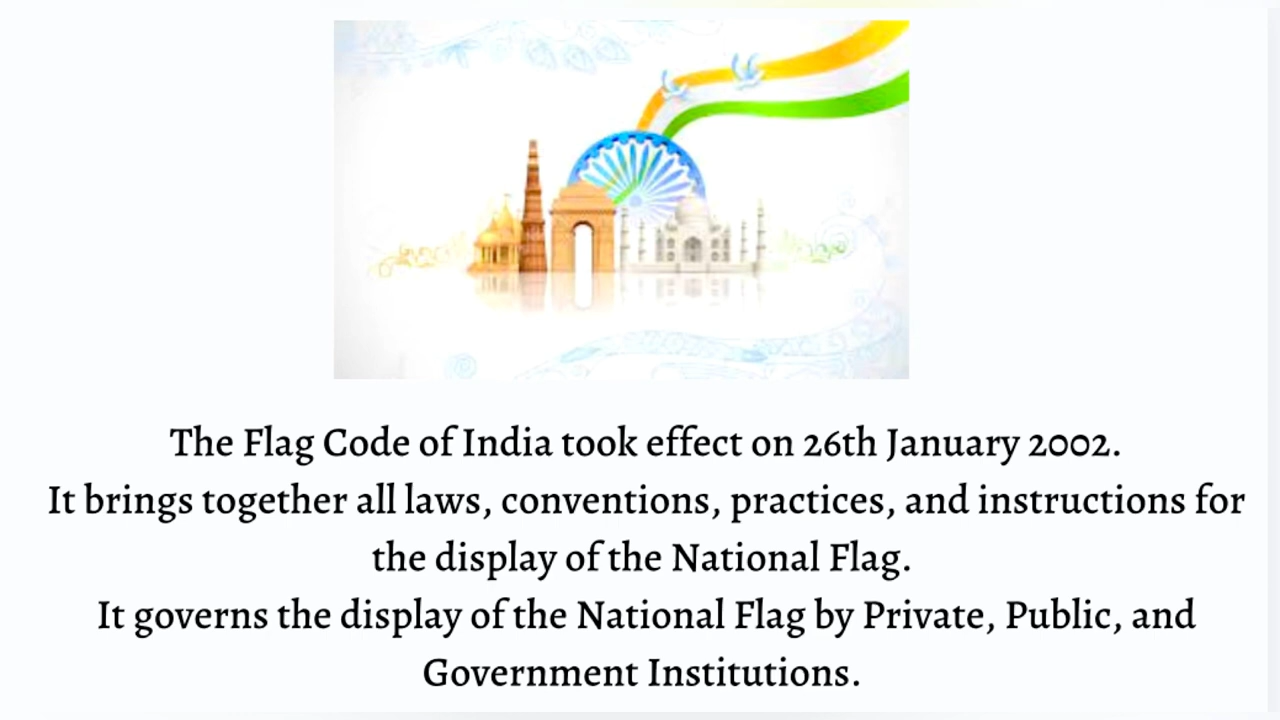 The Flag Code of India took effect on 26th January 2002.
It brings together all laws, conventions, practices, and instructions for
the display of the National Flag.
It governs the display of the National Flag by Private, Public, and
Government Institutions.